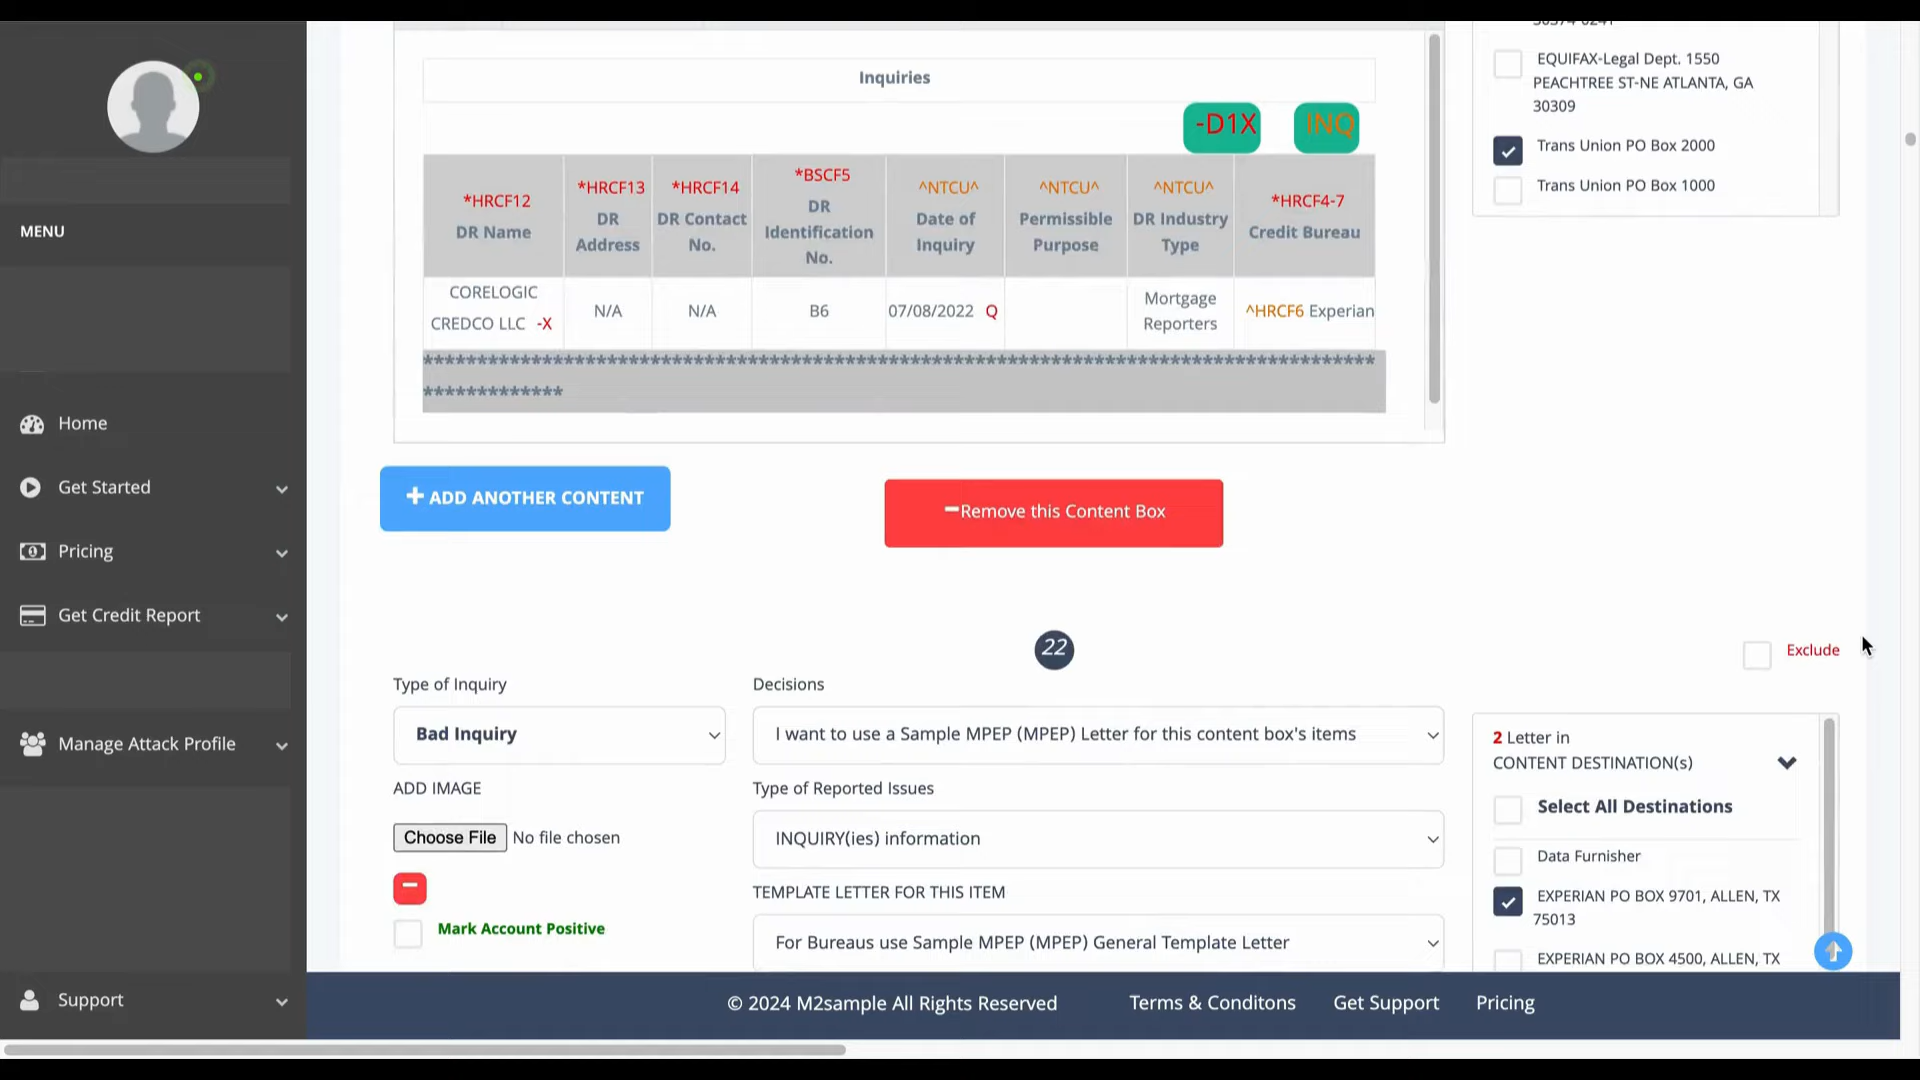 30374-0241
EQUIFAX-Legal Dept. 1550
PEACHTREE ST-NE ATLANTA, GA
30309
Trans Union PO Box 2000
Trans Union PO Box 1000
Inquiries
-D1X
INQ
*HRCF12
DR Name
*HRCF13
DR
Address
*HRCF14
DR Contact
No.
*BSCF5
DR
Identification
No.
^NTCU^
Date of
Inquiry
^NTCU^
Permissible
Purpose
^NTCU^
DR Industry
Type
*HRCF4-7
Credit Bureau
CORELOGIC
CREDCO LLC -X
N/A
N/A
B6
07/08/2022 Q
Mortgage
Reporters
^HRCF6 Experian
**********************************************************************************************
**************
ADD ANOTHER CONTENT
Remove this Content Box
MENU
Home
Get Started
Pricing
Get Credit Report
Manage Attack Profile
Support
22
Exclude
Type of Inquiry
Bad Inquiry
ADD IMAGE
Choose File No file chosen
Mark Account Positive
Decisions
I want to use a Sample MPEP (MPEP) Letter for this content box's items
Type of Reported Issues
INQUIRY(ies) information
TEMPLATE LETTER FOR THIS ITEM
For Bureaus use Sample MPEP (MPEP) General Template Letter
2 Letter in
CONTENT DESTINATION(s)
Select All Destinations
Data Furnisher
EXPERIAN PO BOX 9701, ALLEN, TX
75013
EXPERIAN PO BOX 4500, ALLEN, TX
© 2024 M2sample All Rights Reserved
Terms & Conditons
Get Support
Pricing